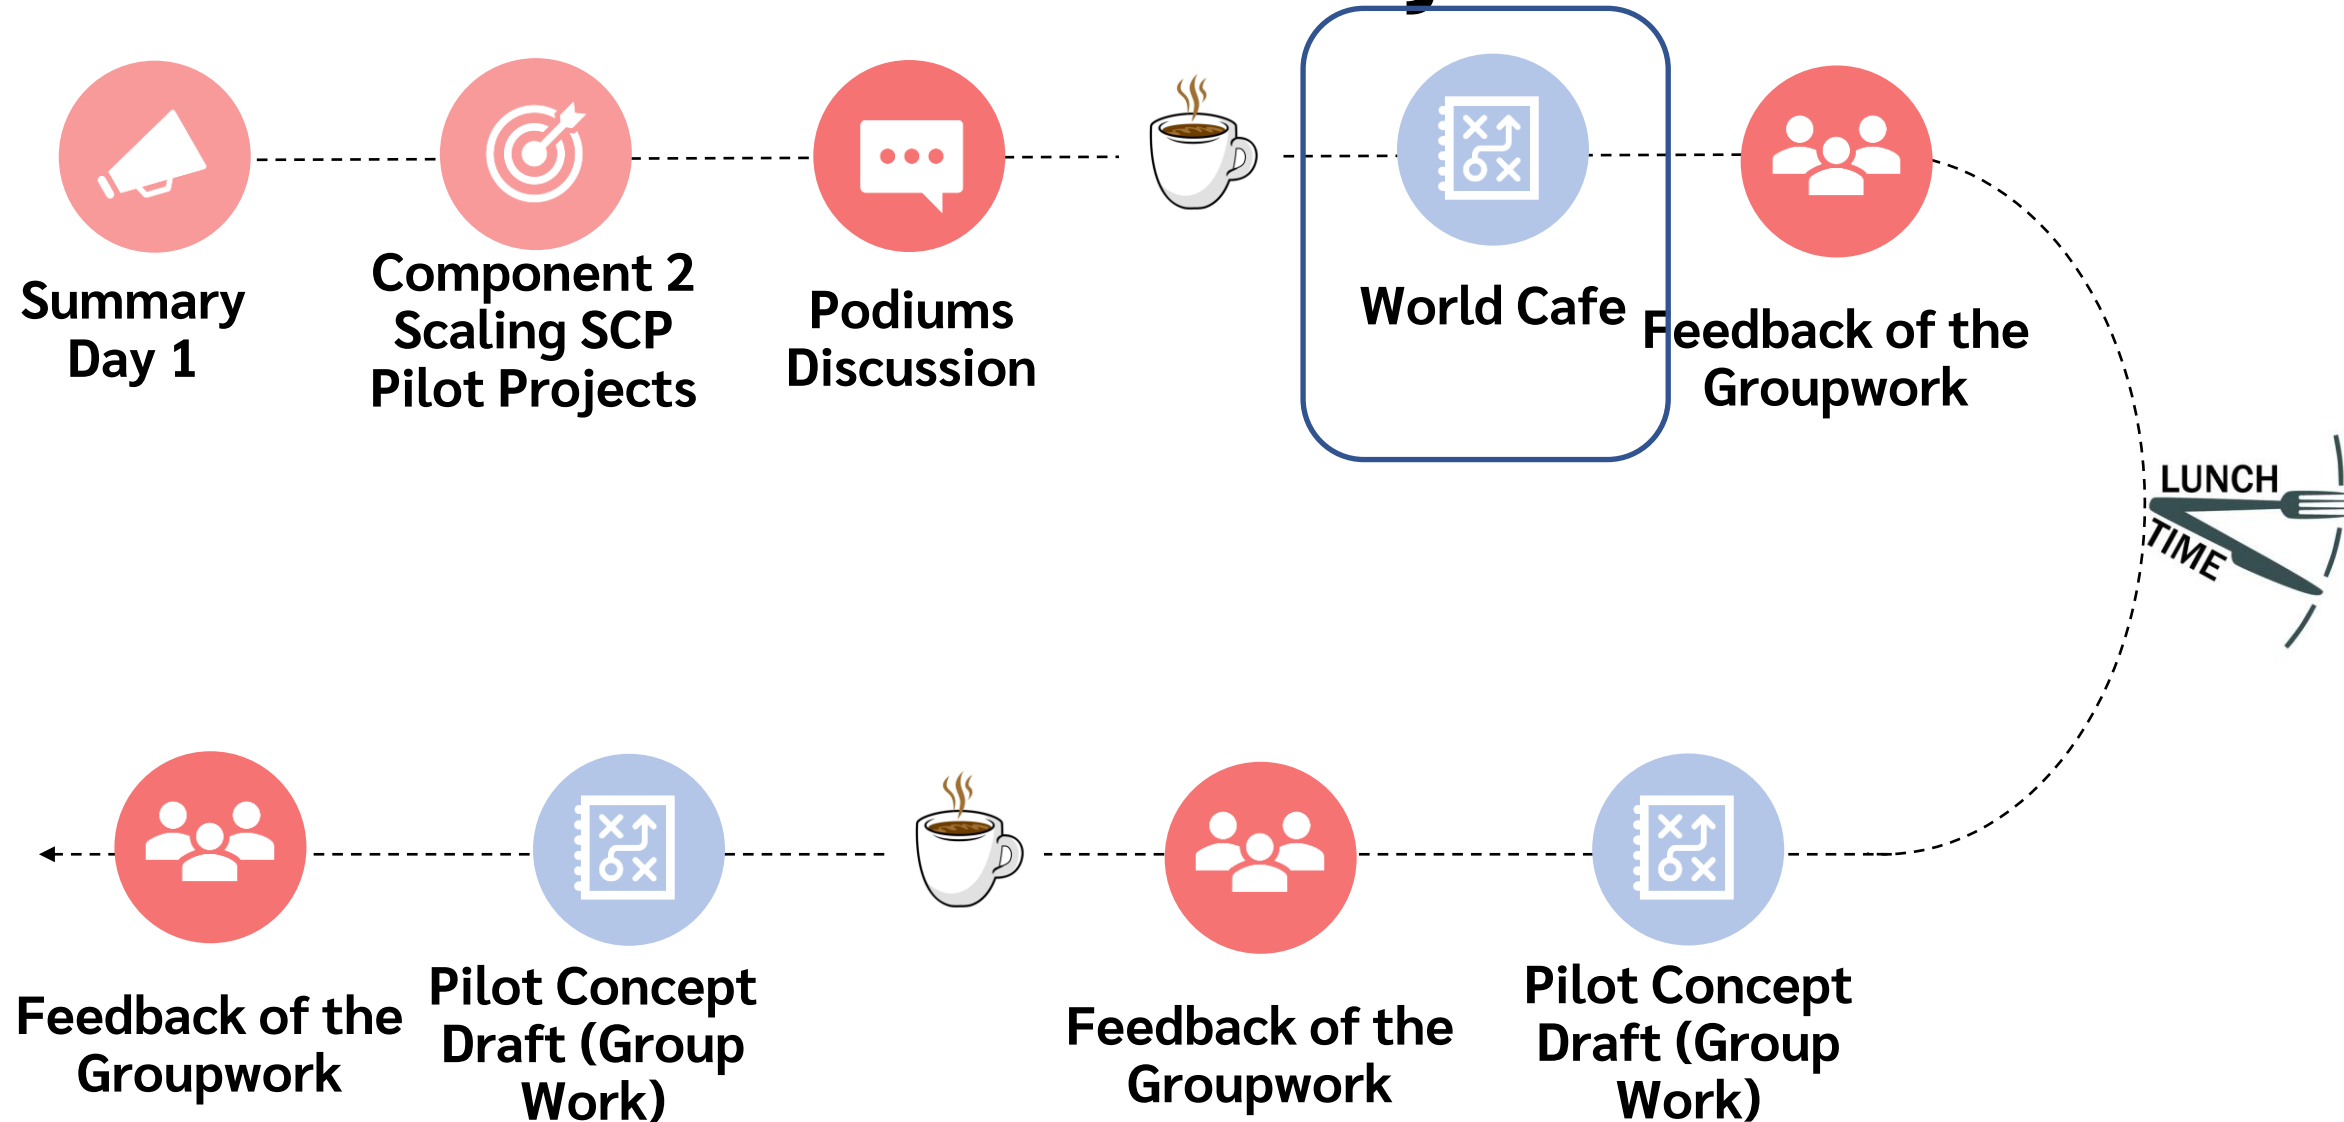 Summary
Day 1
Component 2
Scaling SCP
Pilot Projects
Podiums
Discussion
World Cafe
Feedback of the
Groupwork
LUNCH
TIME
Pilot Concept
Draft (Group
Work)
Feedback of the
Groupwork
Pilot Concept
Draft (Group
Work)
Feedback of the
Groupwork